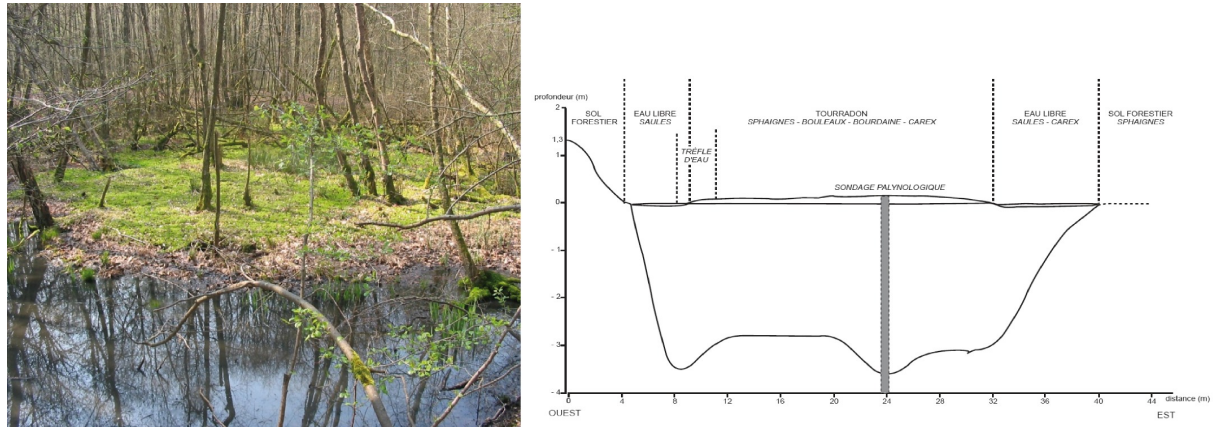 profondeur (m)
2
SOL
FORESTIER
EAU LIBRE
SAULES
TOURRADON
SPHAIGNES - BOULEAUX - BOURDAINE - CAREX
EAU LIBRE
SAULES - CAREX
SOL FORESTIER
SPHAIGNES
1,3
1
TRÈFLE
D'EAU
SONDAGE PALYNOLOGIQUE
0
- 1
- 2
- 3
- 4
0
4
8
12
16
20
24
28
32
36
40
44
distance (m)
OUEST
EST